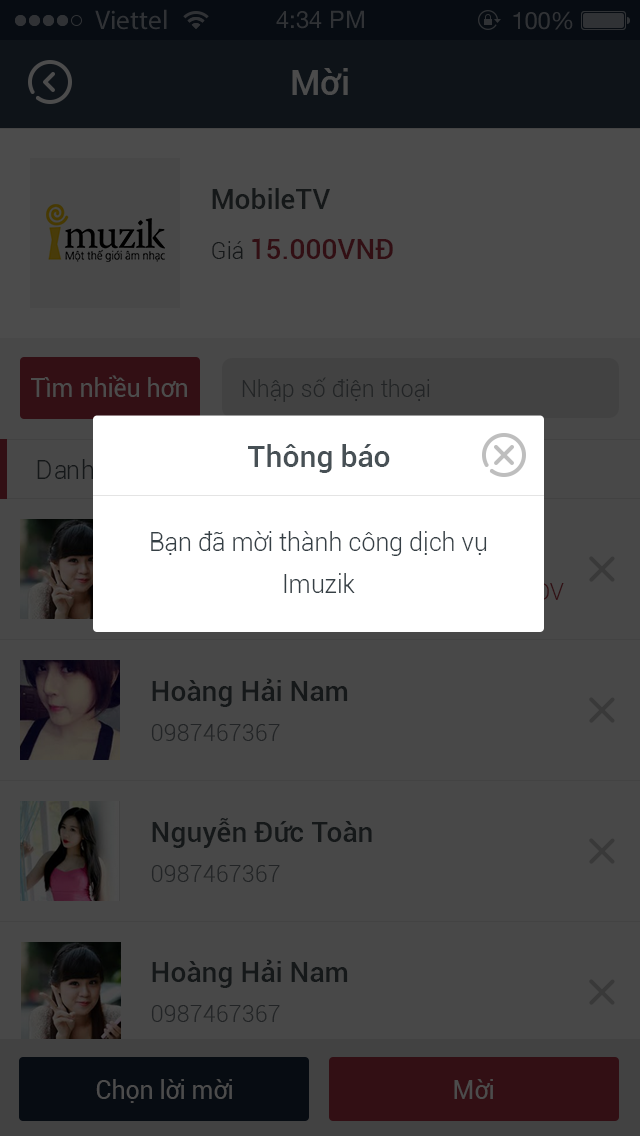 Viettel
4:34 PM
100%
Mời
imuzik
Một thế giới âm nhạc
MobileTV
Giá 15.000VNĐ
Tìm nhiều hơn
Nhập số điện thoại
Danh
Thông báo
Bạn đã mời thành công dịch vụ
Imuzik
DV
Hoàng Hải Nam
0987467367
Nguyễn Đức Toàn
0987467367
Hoàng Hải Nam
0987467367
Chọn lời mời
Mời